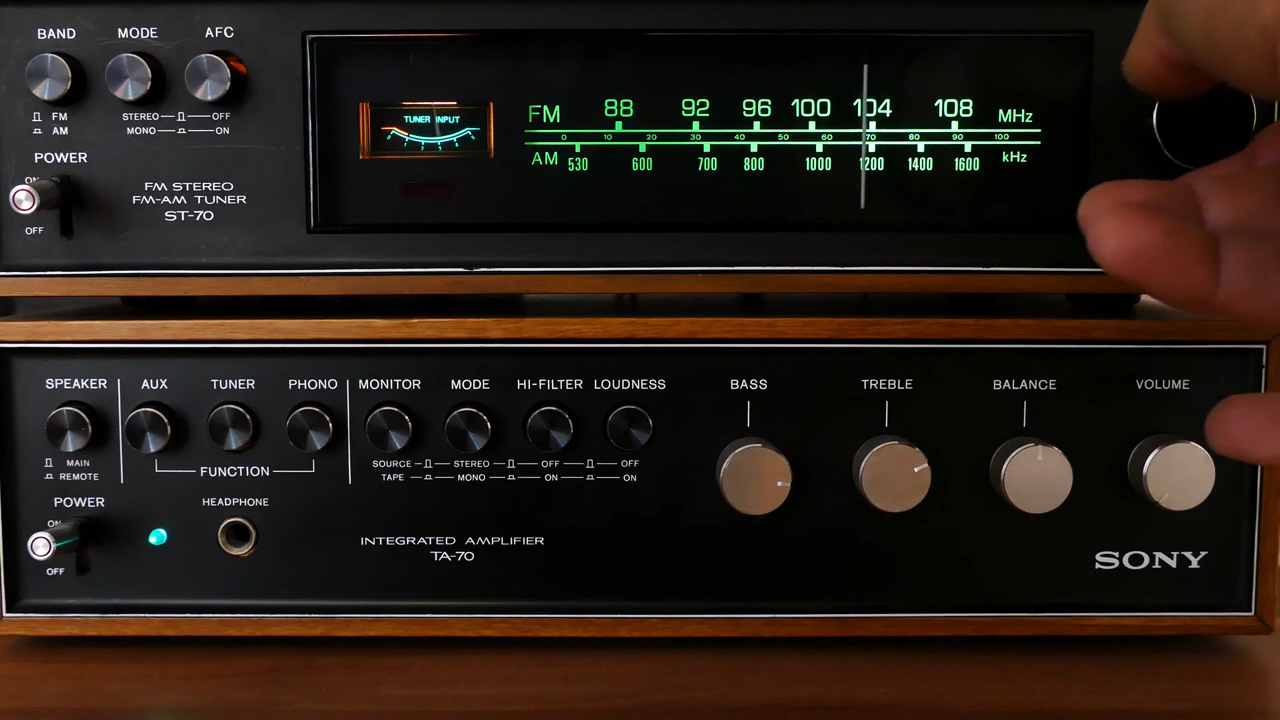 BAND MODE AFC
FM STEREO OFF
AM MONO ON
POWER
ON
OFF
FM STEREO
FM-AM TUNER
ST-70
TUNER INPUT
FM 88 92 96 100 104 108 MHz
0 10 20 30 40 50 60 70 80 90 100
AM 530 600 700 800 1000 1200 1400 1600 kHz
SPEAKER AUX TUNER PHONO MONITOR MODE HI-FILTER LOUDNESS BASS TREBLE BALANCE VOLUME
MAIN
REMOTE
FUNCTION
SOURCE STEREO OFF OFF
TAPE MONO ON ON
POWER
ON
OFF
HEADPHONE
INTEGRATED AMPLIFIER
TA-70
SONY